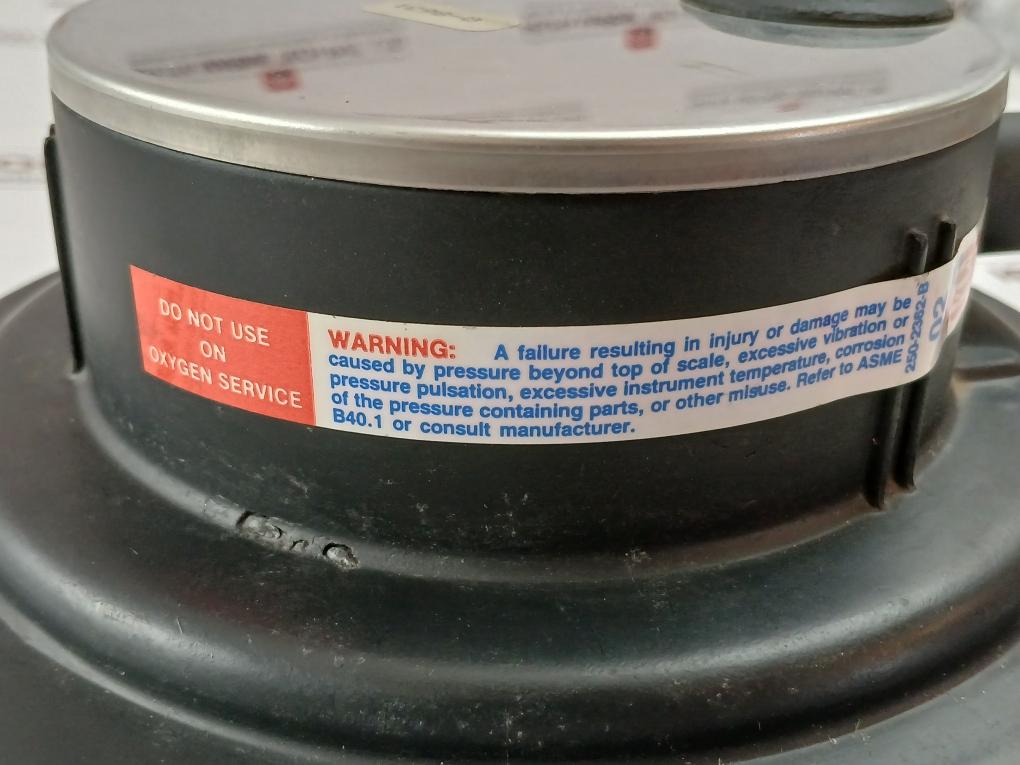 DO NOT USE
ON
OXYGEN SERVICE
WARNING: A failure resulting in injury or damage may be
caused by pressure beyond top of scale, excessive vibration or
pressure pulsation, excessive instrument temperature, corrosion
of the pressure containing parts, or other misuse. Refer to ASME
B40.1 or consult manufacturer.
250-2362-B
02